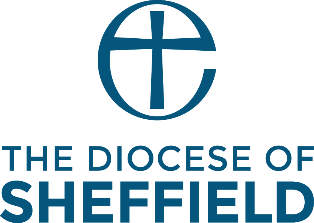 THE DIOCESE OF
SHEFFIELD